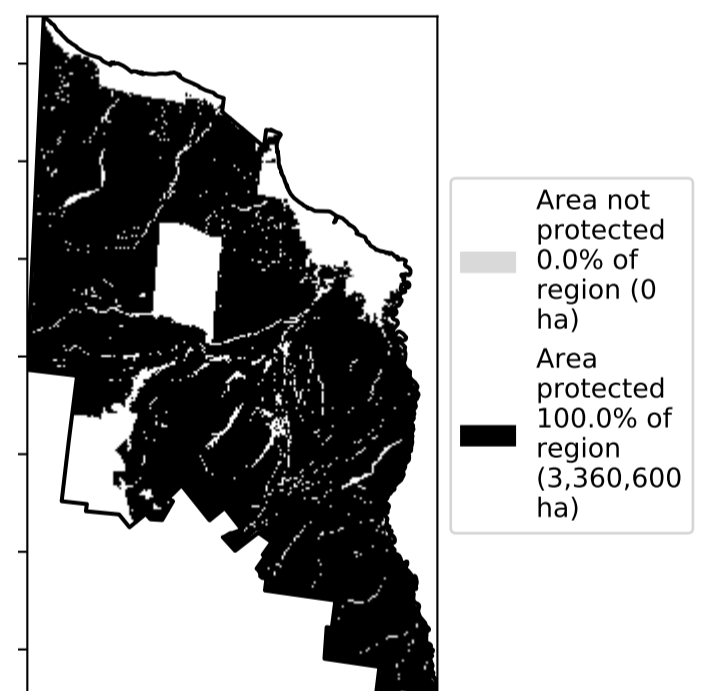 Area not
protected
0.0% of
region (0
ha)
Area
protected
100.0% of
region
(3,360,600
ha)